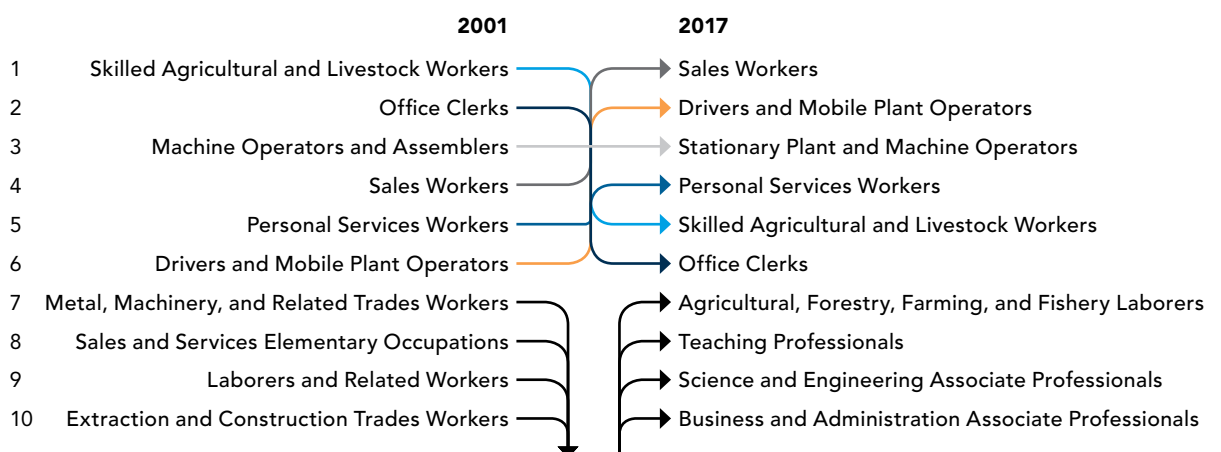 2001 2017
1 Skilled Agricultural and Livestock Workers Sales Workers
2 Office Clerks Drivers and Mobile Plant Operators
3 Machine Operators and Assemblers Stationary Plant and Machine Operators
4 Sales Workers Personal Services Workers
5 Personal Services Workers Skilled Agricultural and Livestock Workers
6 Drivers and Mobile Plant Operators Office Clerks
7 Metal, Machinery, and Related Trades Workers Agricultural, Forestry, Farming, and Fishery Laborers
8 Sales and Services Elementary Occupations Teaching Professionals
9 Laborers and Related Workers Science and Engineering Associate Professionals
10 Extraction and Construction Trades Workers Business and Administration Associate Professionals